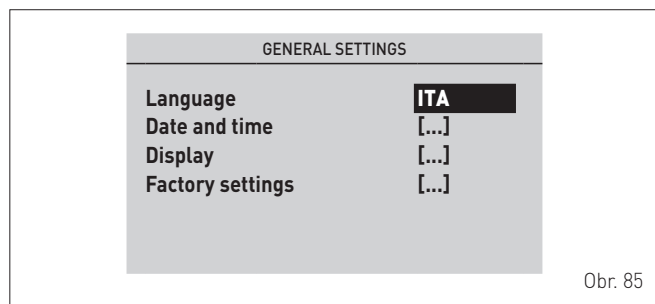 GENERAL SETTINGS
Language ITA
Date and time [...]
Display [...]
Factory settings [...]
Obr. 85